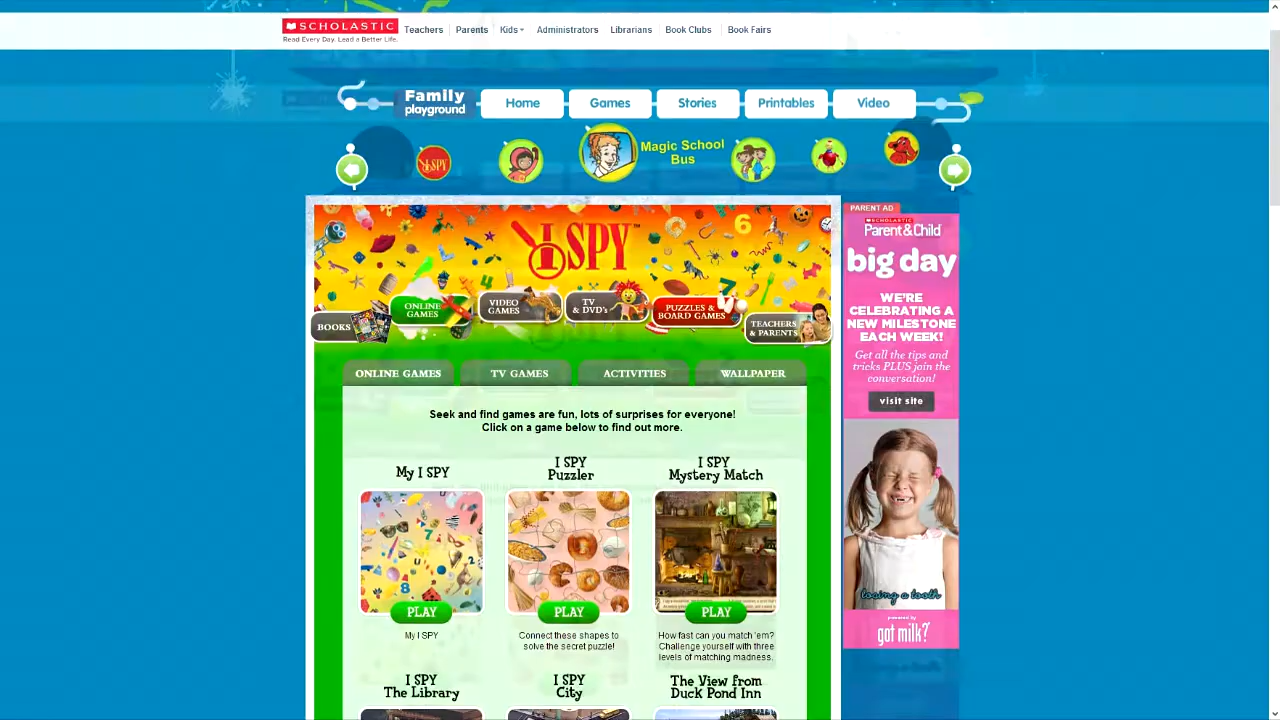 SCHOLASTIC
Read Every Day. Lead a Better Life.
Teachers
Parents
Kids
Administrators
Librarians
Book Clubs
Book Fairs
Family
playground
Home
Games
Stories
Printables
Video
I SPY
Magic School
Bus
I SPY™
6
BOOKS
ONLINE
GAMES
VIDEO
GAMES
TV
& DVD's
PUZZLES &
BOARD GAMES
TEACHERS
& PARENTS
ONLINE GAMES
TV GAMES
ACTIVITIES
WALLPAPER
Seek and find games are fun, lots of surprises for everyone!
Click on a game below to find out more.
My I SPY
PLAY
My I SPY
I SPY
Puzzler
PLAY
Connect these shapes to
solve the secret puzzle!
I SPY
Mystery Match
PLAY
How fast can you match 'em?
Challenge yourself with three
levels of matching madness.
I SPY
The Library
I SPY
City
The View from
Duck Pond Inn
PARENT AD
SCHOLASTIC
Parent&Child
big day
WE'RE
CELEBRATING A
NEW MILESTONE
EACH WEEK!
Get all the tips and
tricks PLUS join the
conversation!
visit site
losing a tooth
powered by
got milk?